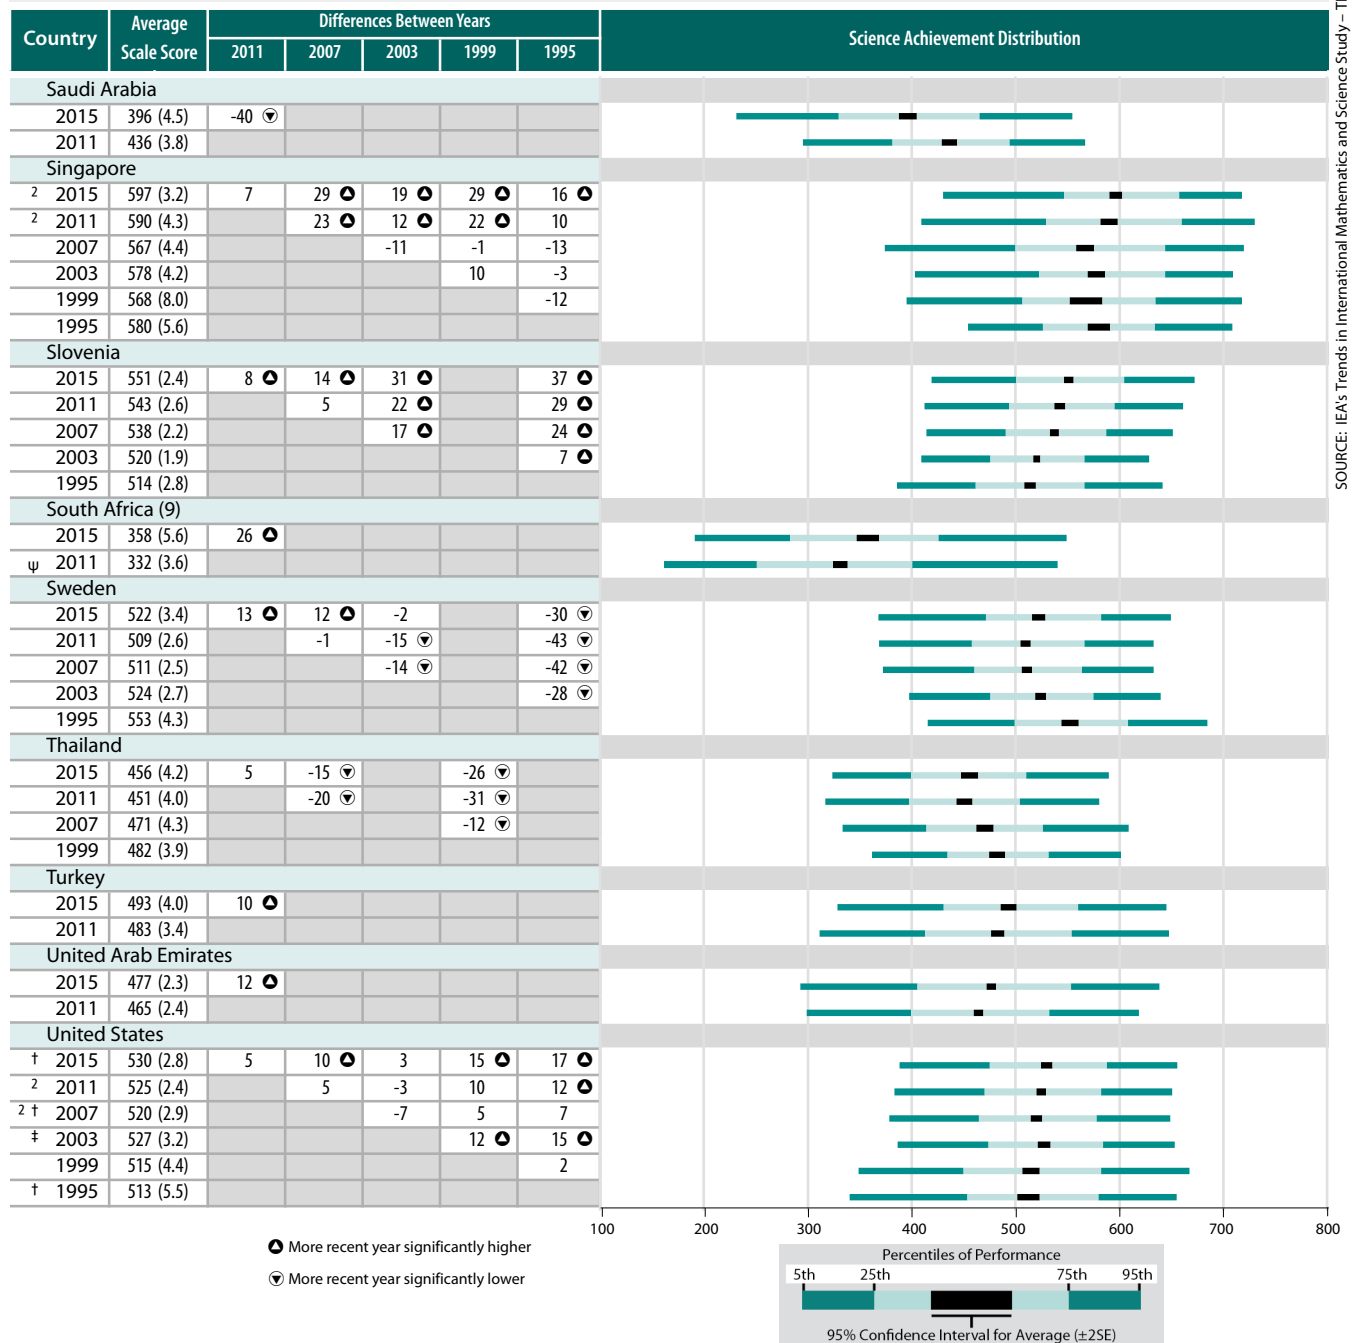 Country Average Scale Score Differences Between Years Science Achievement Distribution
2011 2007 2003 1999 1995
Saudi Arabia
2015 396 (4.5) -40 ▼
2011 436 (3.8)
Singapore
2 2015 597 (3.2) 7 29 ▲ 19 ▲ 29 ▲ 16 ▲
2 2011 590 (4.3) 23 ▲ 12 ▲ 22 ▲ 10
2007 567 (4.4) -11 -1 -13
2003 578 (4.2) 10 -3
1999 568 (8.0) -12
1995 580 (5.6)
Slovenia
2015 551 (2.4) 8 ▲ 14 ▲ 31 ▲ 37 ▲
2011 543 (2.6) 5 22 ▲ 29 ▲
2007 538 (2.2) 17 ▲ 24 ▲
2003 520 (1.9) 7 ▲
1995 514 (2.8)
South Africa (9)
2015 358 (5.6) 26 ▲
ψ 2011 332 (3.6)
Sweden
2015 522 (3.4) 13 ▲ 12 ▲ -2 -30 ▼
2011 509 (2.6) -1 -15 ▼ -43 ▼
2007 511 (2.5) -14 ▼ -42 ▼
2003 524 (2.7) -28 ▼
1995 553 (4.3)
Thailand
2015 456 (4.2) 5 -15 ▼ -26 ▼
2011 451 (4.0) -20 ▼ -31 ▼
2007 471 (4.3) -12 ▼
1999 482 (3.9)
Turkey
2015 493 (4.0) 10 ▲
2011 483 (3.4)
United Arab Emirates
2015 477 (2.3) 12 ▲
2011 465 (2.4)
United States
† 2015 530 (2.8) 5 10 ▲ 3 15 ▲ 17 ▲
2 2011 525 (2.4) 5 -3 10 12 ▲
2 † 2007 520 (2.9) -7 5 7
‡ 2003 527 (3.2) 12 ▲ 15 ▲
1999 515 (4.4) 2
† 1995 513 (5.5)
100 200 300 400 500 600 700 800
▲ More recent year significantly higher
▼ More recent year significantly lower
Percentiles of Performance
5th 25th 75th 95th
95% Confidence Interval for Average (±2SE)
SOURCE: IEA's Trends in International Mathematics and Science Study –